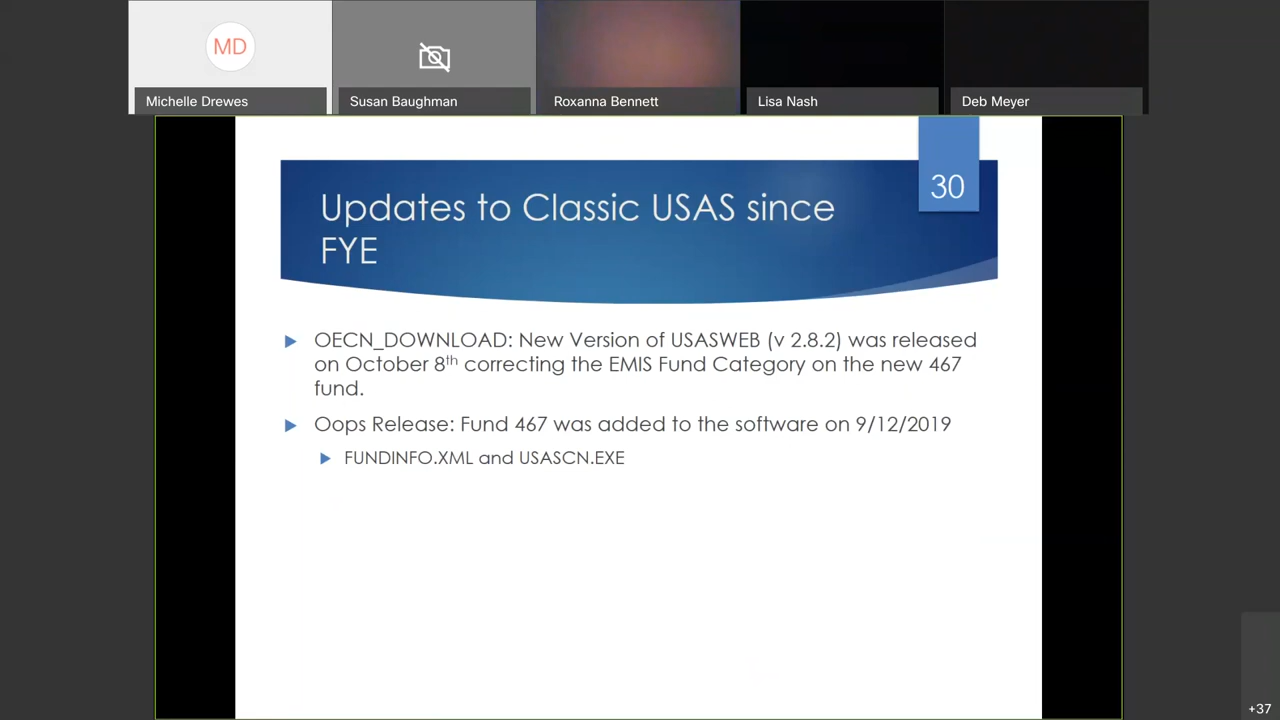 MD
Michelle Drewes
Susan Baughman
Roxanna Bennett
Lisa Nash
Deb Meyer
30
Updates to Classic USAS since
FYE
OECN_DOWNLOAD: New Version of USASWEB (v 2.8.2) was released
on October 8th correcting the EMIS Fund Category on the new 467
fund.
Oops Release: Fund 467 was added to the software on 9/12/2019
FUNDINFO.XML and USASCN.EXE
+37